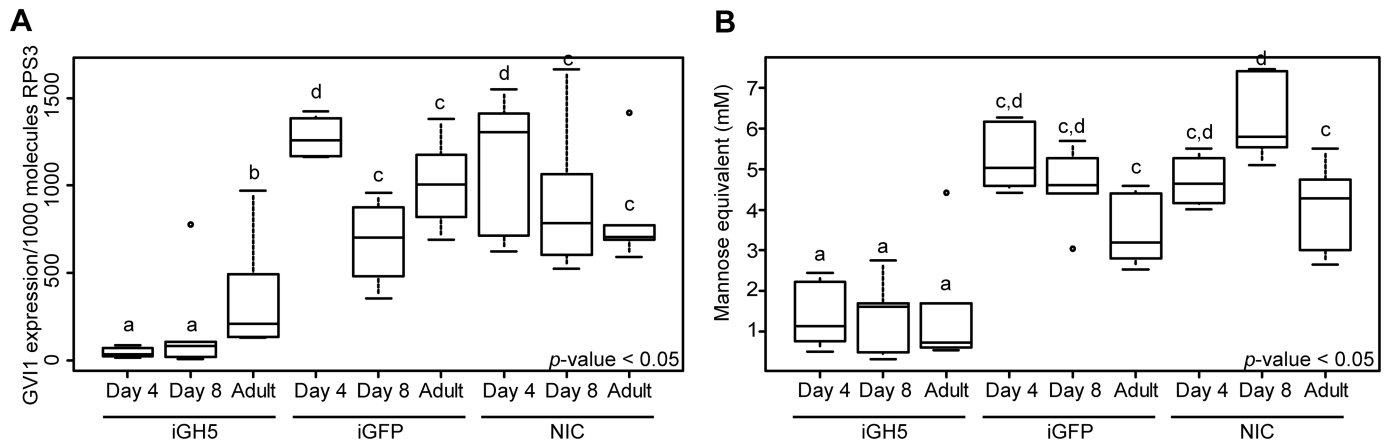 A
GVI1 expression/1000 molecules RPS3
1500
1000
500
0
a
a
b
d
c
c
d
c
c
p-value < 0.05
Day 4 Day 8 Adult Day 4 Day 8 Adult Day 4 Day 8 Adult
iGH5 iGFP NIC
B
Mannose equivalent (mM)
7
6
5
4
3
2
1
a
a
a
c,d
c,d
c
c,d
d
c
p-value < 0.05
Day 4 Day 8 Adult Day 4 Day 8 Adult Day 4 Day 8 Adult
iGH5 iGFP NIC